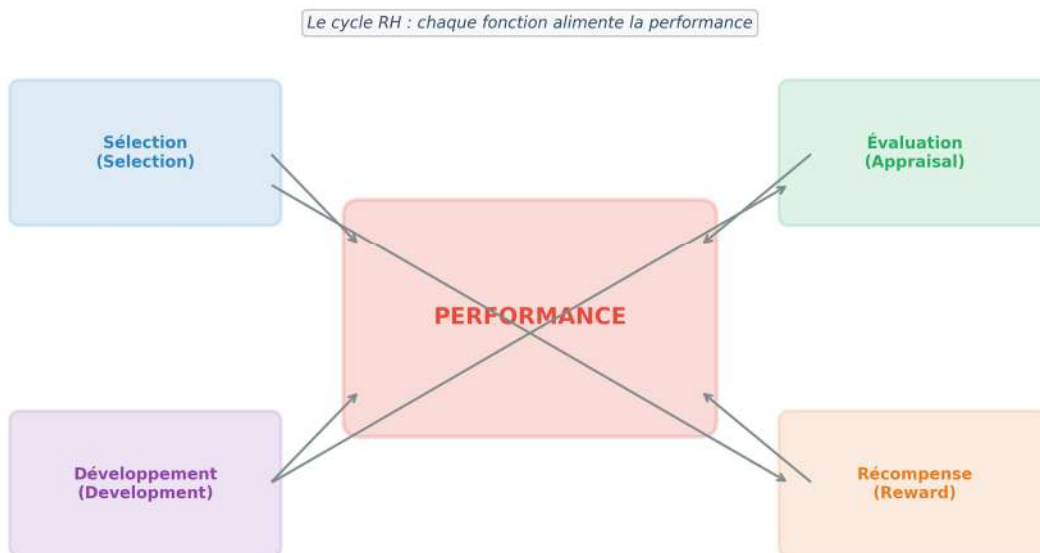 Le cycle RH : chaque fonction alimente la performance
Sélection
(Selection)
Évaluation
(Appraisal)
PERFORMANCE
Développement
(Development)
Récompense
(Reward)